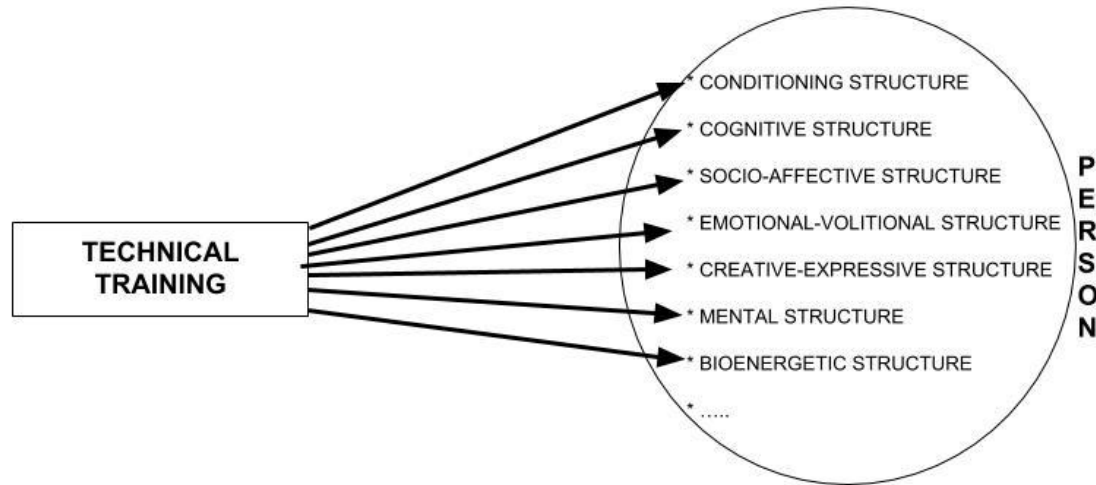 * CONDITIONING STRUCTURE
* COGNITIVE STRUCTURE
* SOCIO-AFFECTIVE STRUCTURE
* EMOTIONAL-VOLITIONAL STRUCTURE
TECHNICAL
TRAINING
* CREATIVE-EXPRESSIVE STRUCTURE
* MENTAL STRUCTURE
* BIOENERGETIC STRUCTURE
* .....
PERSON